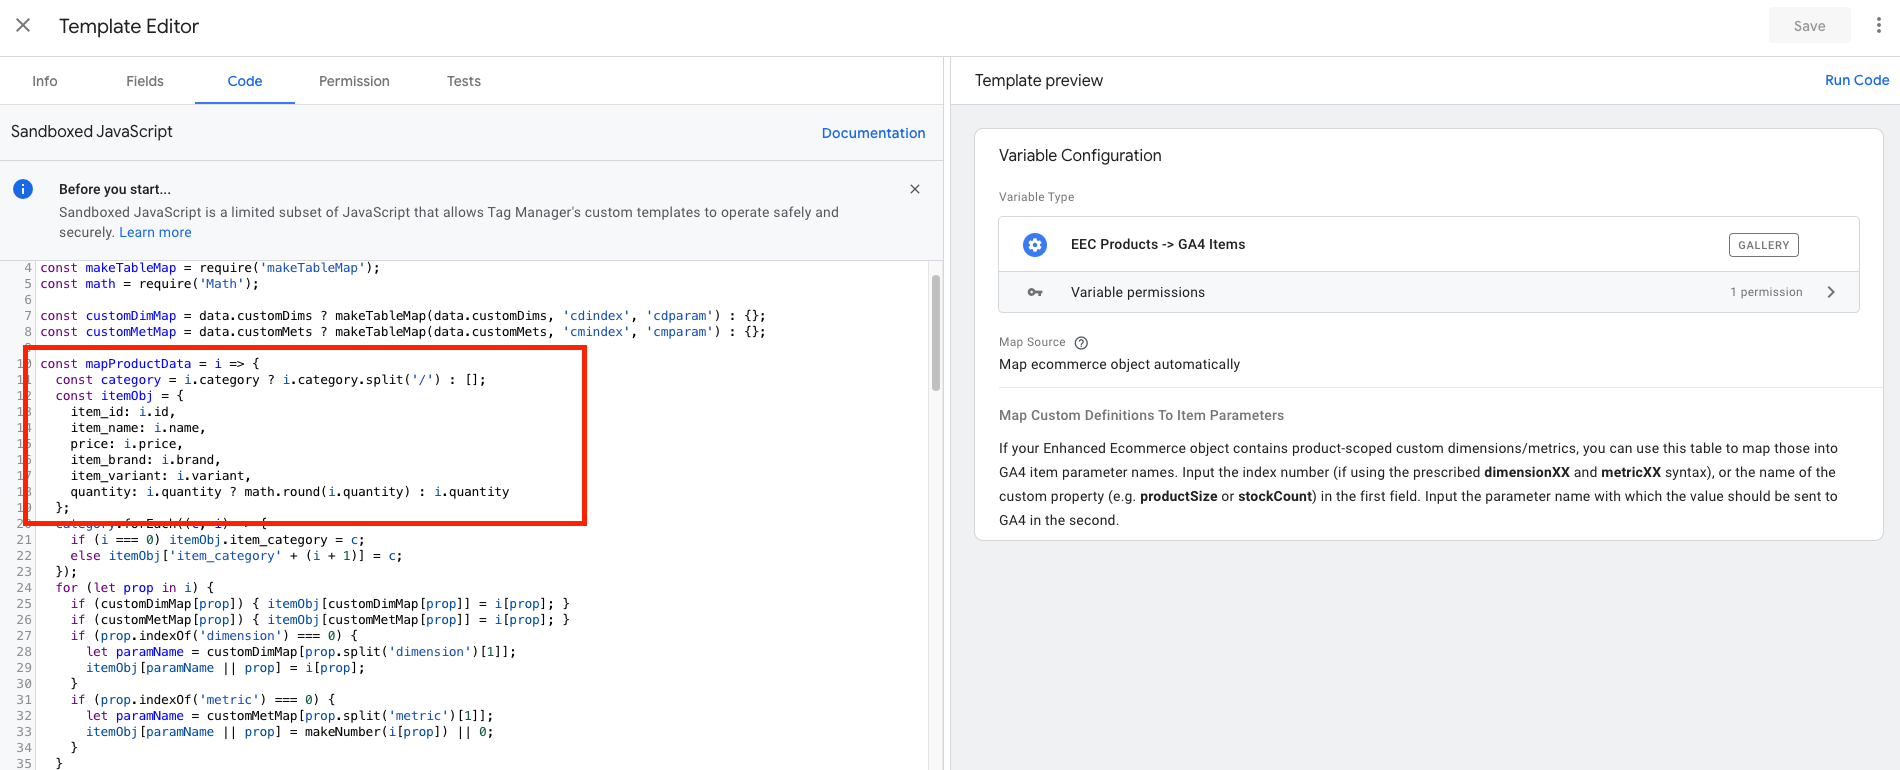 Template Editor
Save
Info Fields Code Permission Tests
Sandboxed JavaScript
Documentation
Before you start...
Sandboxed JavaScript is a limited subset of JavaScript that allows Tag Manager's custom templates to operate safely and
securely. Learn more
4 const makeTableMap = require('makeTableMap');
5 const math = require('Math');
6
7 const customDimMap = data.customDims ? makeTableMap(data.customDims, 'cdindex', 'cdparam') : {};
8 const customMetMap = data.customMets ? makeTableMap(data.customMets, 'cmindex', 'cmparam') : {};
9
10 const mapProductData = i => {
11 const category = i.category ? i.category.split('/') : [];
12 const itemObj = {
13 item_id: i.id,
14 item_name: i.name,
15 price: i.price,
16 item_brand: i.brand,
17 item_variant: i.variant,
18 quantity: i.quantity ? math.round(i.quantity) : i.quantity
19 };
20 category.forEach((c, i) => {
21 if (i === 0) itemObj.item_category = c;
22 else itemObj['item_category' + (i + 1)] = c;
23 });
24 for (let prop in i) {
25 if (customDimMap[prop]) { itemObj[customDimMap[prop]] = i[prop]; }
26 if (customMetMap[prop]) { itemObj[customMetMap[prop]] = i[prop]; }
27 if (prop.indexOf('dimension') === 0) {
28 let paramName = customDimMap[prop.split('dimension')[1]];
29 itemObj[paramName || prop] = i[prop];
30 }
31 if (prop.indexOf('metric') === 0) {
32 let paramName = customMetMap[prop.split('metric')[1]];
33 itemObj[paramName || prop] = makeNumber(i[prop]) || 0;
34 }
35 }
Template preview
Run Code
Variable Configuration
Variable Type
EEC Products -> GA4 Items
GALLERY
Variable permissions
1 permission
Map Source
Map ecommerce object automatically
Map Custom Definitions To Item Parameters
If your Enhanced Ecommerce object contains product-scoped custom dimensions/metrics, you can use this table to map those into
GA4 item parameter names. Input the index number (if using the prescribed dimensionXX and metricXX syntax), or the name of the
custom property (e.g. productSize or stockCount) in the first field. Input the parameter name with which the value should be sent to
GA4 in the second.